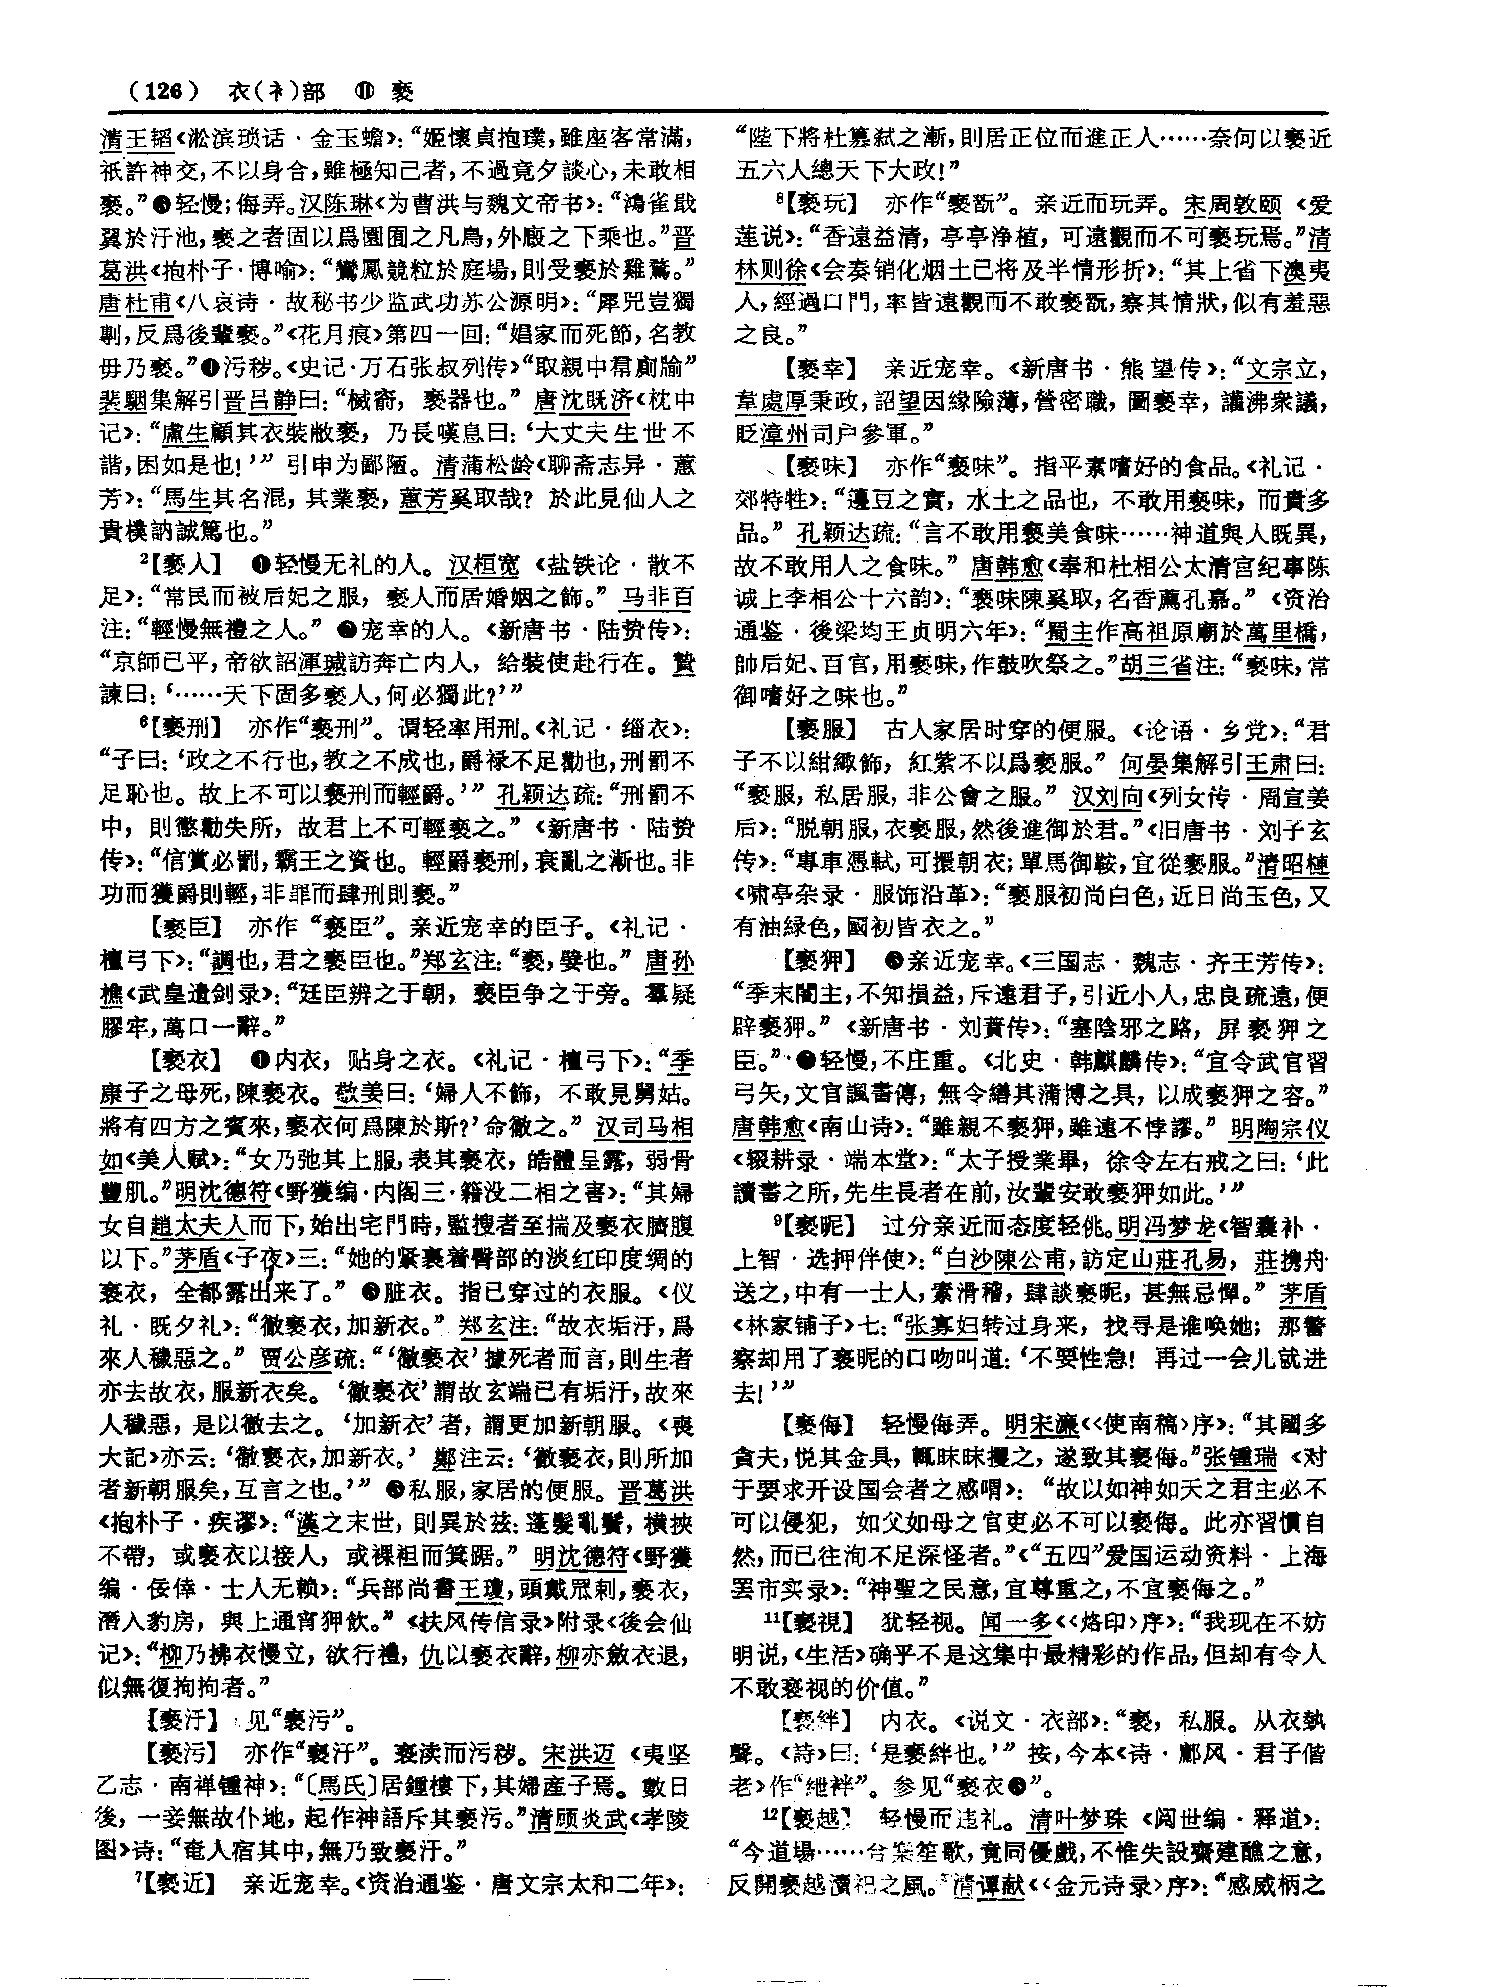 （126） 衣(衤)部 ⑪ 亵
清王韬《淞滨琐话·金玉蟾》：“姬懷貞抱璞，雖座客常滿，
祇許神交，不以身合，雖極知己者，不過竟夕談心，未敢相
褻。”❸轻慢；侮弄。汉陈琳《为曹洪与魏文帝书》：“鴻雀戢
翼於汙池，褻之者固以爲園囿之凡鳥，外廄之下乘也。”晋
葛洪《抱朴子·博喻》：“鸞鳳競粒於庭場，則受褻於雞鶩。”
唐杜甫《八哀诗·故秘书少监武功苏公源明》：“犀兕豈獨
剸，反爲後輩褻。”《花月痕》第四一回：“娼家而死節，名教
毋乃褻。”❹污秽。《史记·万石张叔列传》“取親中帬廁牏”
裴駰集解引晋吕静曰：“楲窬，褻器也。” 唐沈既济《枕中
记》：“盧生顧其衣裝敝褻，乃長嘆息曰：‘大丈夫生世不
諧，困如是也！’” 引申为鄙陋。清蒲松龄《聊斋志异·蕙
芳》：“馬生其名混，其業褻，蕙芳奚取哉？於此見仙人之
貴樸訥誠篤也。”
²【褻人】 ❶轻慢无礼的人。汉桓宽《盐铁论·散不
足》：“常民而被后妃之服，褻人而居婚姻之飾。” 马非百
注：“輕慢無禮之人。” ❷宠幸的人。《新唐书·陆贽传》：
“京師已平，帝欲詔渾瑊訪奔亡内人，給裝使赴行在。贄
諫曰：‘……天下固多褻人，何必獨此？’”
⁶【褻刑】 亦作“褻刑”。谓轻率用刑。《礼记·缁衣》：
“子曰：‘政之不行也，教之不成也，爵禄不足勸也，刑罰不
足恥也。故上不可以褻刑而輕爵。’” 孔颖达疏：“刑罰不
中，則懲勸失所，故君上不可輕褻之。”《新唐书·陆贽
传》：“信賞必罰，霸王之資也。輕爵褻刑，衰亂之漸也。非
功而獲爵則輕，非罪而肆刑則褻。”
【褻臣】 亦作“褻臣”。亲近宠幸的臣子。《礼记·
檀弓下》：“調也，君之褻臣也。”郑玄注：“褻，嬖也。” 唐孙
樵《武皇遗剑录》：“廷臣辨之于朝，褻臣争之于旁。羣疑
膠牢，萬口一辭。”
【褻衣】 ❶内衣，贴身之衣。《礼记·檀弓下》：“季
康子之母死，陳褻衣。敬姜曰：‘婦人不飾，不敢見舅姑。
將有四方之賓來，褻衣何爲陳於斯？’命徹之。” 汉司马相
如《美人赋》：“女乃弛其上服，表其褻衣，皓體呈露，弱骨
豐肌。”明沈德符《野獲编·内阁三·籍没二相之害》：“其婦
女自趙太夫人而下，始出宅門時，監搜者至揣及褻衣臍腹
以下。”茅盾《子夜》三：“她的紧裹着臀部的淡红印度绸的
亵衣，全都露出来了。” ❷脏衣。指已穿过的衣服。《仪
礼·既夕礼》：“徹褻衣，加新衣。” 郑玄注：“故衣垢汙，爲
來人穢惡之。” 贾公彦疏：“‘徹褻衣’據死者而言，則生者
亦去故衣，服新衣矣。‘徹褻衣’謂故玄端已有垢汙，故來
人穢惡，是以徹去之。‘加新衣’者，謂更加新朝服。《喪
大記》亦云：‘徹褻衣，加新衣。’ 鄭注云：‘徹褻衣，則所加
者新朝服矣，互言之也。’” ❸私服，家居的便服。晋葛洪
《抱朴子·疾谬》：“漢之末世，則異於兹：蓬髮亂鬢，横挾
不帶，或褻衣以接人，或裸袒而箕踞。” 明沈德符《野獲
编·佞倖·士人无赖》：“兵部尚書王瓊，頭戴罛刺，褻衣，
潛入豹房，與上通宵狎飲。”《扶风传信录》附录《後会仙
记》：“柳乃拂衣慢立，欲行禮，仇以褻衣辭，柳亦斂衣退，
似無復拘拘者。”
【褻汙】 见“褻污”。
【褻污】 亦作“褻汙”。亵渎而污秽。宋洪迈《夷坚
乙志·南禅锺神》：“〔馬氏〕居鍾樓下，其婦産子焉。數日
後，一妾無故仆地，起作神語斥其褻污。”清顾炎武《孝陵
图》诗：“奄人宿其中，無乃致褻汙。”
⁷【褻近】 亲近宠幸。《资治通鉴·唐文宗太和二年》：
“陛下將杜篡弑之漸，則居正位而進正人……奈何以褻近
五六人總天下大政！”
⁸【褻玩】 亦作“褻翫”。亲近而玩弄。宋周敦颐《爱
莲说》：“香遠益清，亭亭净植，可遠觀而不可褻玩焉。”清
林则徐《会奏销化烟土已将及半情形折》：“其上省下澳夷
人，經過口門，率皆遠觀而不敢褻翫，察其情狀，似有羞惡
之良。”
【褻幸】 亲近宠幸。《新唐书·熊望传》：“文宗立，
韋處厚秉政，詔望因緣險薄，營密職，圖褻幸，讙沸衆議，
貶漳州司户參軍。”
【褻味】 亦作“褻味”。指平素嗜好的食品。《礼记·
郊特牲》：“籩豆之實，水土之品也，不敢用褻味，而貴多
品。” 孔颖达疏：“言不敢用褻美食味……神道與人既異，
故不敢用人之食味。” 唐韩愈《奉和杜相公太清宫纪事陈
诚上李相公十六韵》：“褻味陳奚取，名香薦孔嘉。”《资治
通鉴·後梁均王贞明六年》：“蜀主作高祖原廟於萬里橋，
帥后妃、百官，用褻味，作鼓吹祭之。”胡三省注：“褻味，常
御嗜好之味也。”
【褻服】 古人家居时穿的便服。《论语·乡党》：“君
子不以紺緅飾，紅紫不以爲褻服。” 何晏集解引王肃曰：
“褻服，私居服，非公會之服。” 汉刘向《列女传·周宣姜
后》：“脱朝服，衣褻服，然後進御於君。”《旧唐书·刘子玄
传》：“專車憑軾，可擐朝衣；單馬御鞍，宜從褻服。”清昭槤
《啸亭杂录·服饰沿革》：“褻服初尚白色，近日尚玉色，又
有油緑色，國初皆衣之。”
【褻狎】 ❶亲近宠幸。《三国志·魏志·齐王芳传》：
“季末闇主，不知損益，斥遠君子，引近小人，忠良疏遠，便
辟褻狎。”《新唐书·刘蕡传》：“塞陰邪之路，屏褻狎之
臣。”❷轻慢，不庄重。《北史·韩麒麟传》：“宜令武官習
弓矢，文官諷書傳，無令繕其蒲博之具，以成褻狎之容。”
唐韩愈《南山诗》：“雖親不褻狎，雖遠不悖謬。” 明陶宗仪
《辍耕录·端本堂》：“太子授業畢，徐令左右戒之曰：‘此
讀書之所，先生長者在前，汝輩安敢褻狎如此。’”
⁹【褻昵】 过分亲近而态度轻佻。明冯梦龙《智囊补·
上智·选押伴使》：“白沙陳公甫，訪定山莊孔易，莊携舟
送之，中有一士人，素滑稽，肆談褻昵，甚無忌憚。” 茅盾
《林家铺子》七：“张寡妇转过身来，找寻是谁唤她；那警
察却用了亵昵的口吻叫道：‘不要性急！再过一会儿就进
去！’”
【褻侮】 轻慢侮弄。明宋濂《〈使南稿〉序》：“其國多
貪夫，悦其金具，輒昧昧攫之，遂致其褻侮。”张锺瑞《对
于要求开设国会者之感喟》：“故以如神如天之君主必不
可以侵犯，如父如母之官吏必不可以褻侮。此亦習慣自
然，而已往洵不足深怪者。”《“五四”爱国运动资料·上海
罢市实录》：“神聖之民意，宜尊重之，不宜褻侮之。”
¹¹【褻視】 犹轻视。闻一多《〈烙印〉序》：“我现在不妨
明说，《生活》确乎不是这集中最精彩的作品，但却有令人
不敢亵视的价值。”
【褻絆】 内衣。《说文·衣部》：“褻，私服。从衣埶
聲。《詩》曰：‘是褻絆也。’” 按，今本《诗·鄘风·君子偕
老》作“紲袢”。参见“褻衣❶”。
¹²【褻越】 轻慢而违礼。清叶梦珠《阅世编·释道》：
“今道場……台棊笙歌，竟同優戲，不惟失設齋建醮之意，
反開褻越瀆祀之風。”清谭献《〈金元诗录〉序》：“感威柄之